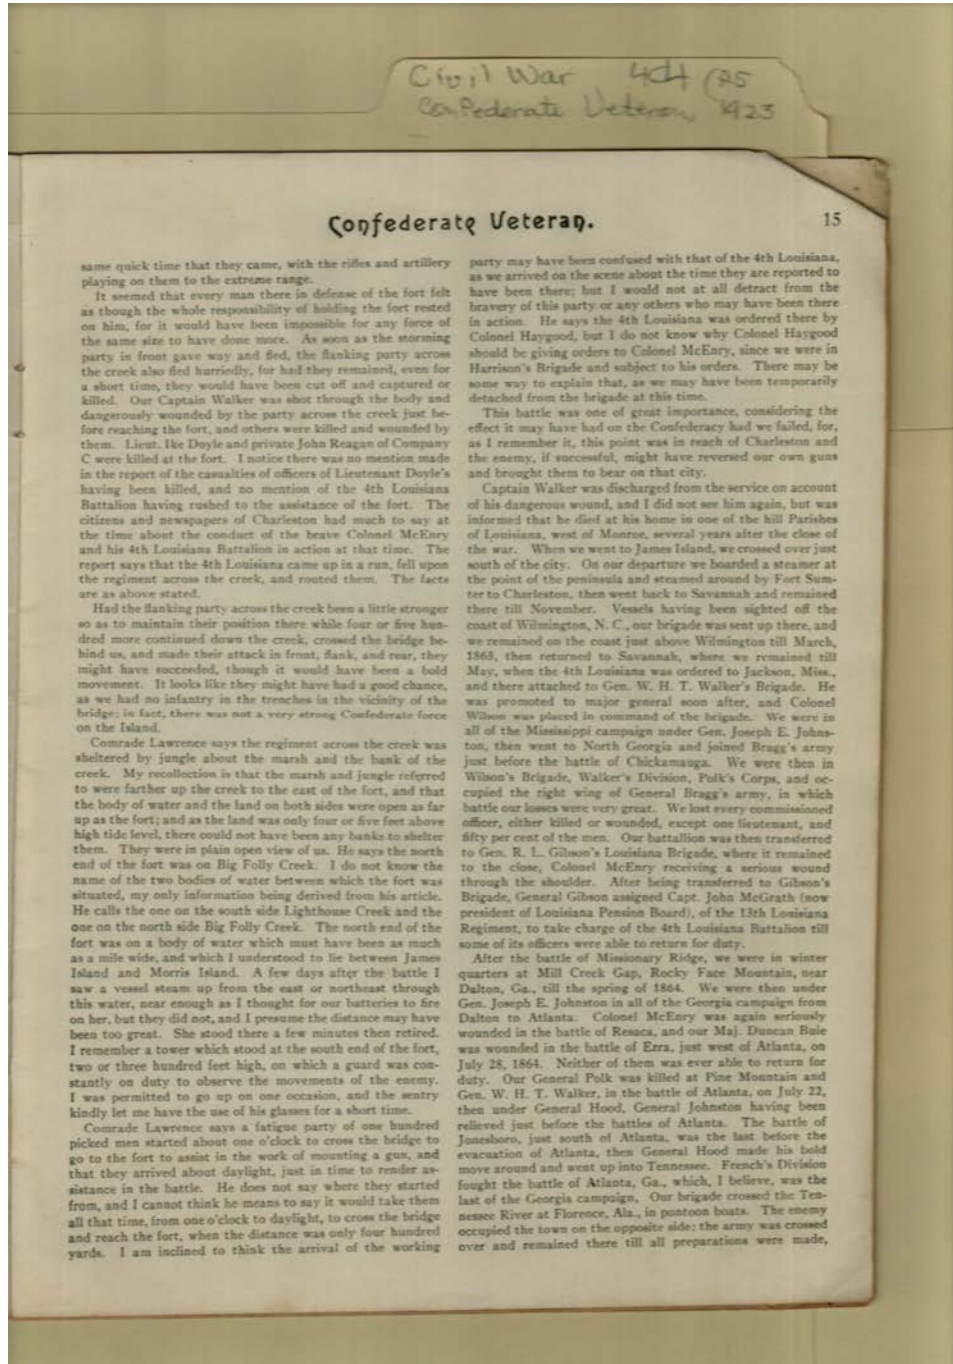 Civil War 4th (25
Confederate Veteran 1923
Confederate Veteran.
15
same quick time that they came, with the rifles and artillery
playing on them to the extreme range.
It seemed that every man there in defense of the fort felt
as though the whole responsibility of holding the fort rested
on him, for it would have been impossible for any force of
the same size to have done more. As soon as the storming
party in front gave way and fled, the flanking party across
the creek also fled hurriedly, for had they remained, even for
a short time, they would have been cut off and captured or
killed. Our Captain Walker was shot through the body and
dangerously wounded by the party across the creek just be-
fore reaching the fort, and others were killed and wounded by
them. Lieut. Ike Doyle and private John Reagan of Company
C were killed at the fort. I notice there was no mention made
in the report of the casualties of officers of Lieutenant Doyle's
having been killed, and no mention of the 4th Louisiana
Battalion having rushed to the assistance of the fort. The
citizens and newspapers of Charleston had much to say at
the time about the conduct of the brave Colonel McEnry
and his 4th Louisiana Battalion in action at that time. The
report says that the 4th Louisiana came up in a run, fell upon
the regiment across the creek, and routed them. The facts
are as above stated.
Had the flanking party across the creek been a little stronger
so as to maintain their position there while four or five hun-
dred more continued down the creek, crossed the bridge be-
hind us, and made their attack in front, flank, and rear, they
might have succeeded, though it would have been a bold
movement. It looks like they might have had a good chance,
as we had no infantry in the trenches in the vicinity of the
bridge; in fact, there was not a very strong Confederate force
on the Island.
Comrade Lawrence says the regiment across the creek was
sheltered by jungle about the marsh and the bank of the
creek. My recollection is that the marsh and jungle referred
to were farther up the creek to the east of the fort, and that
the body of water and the land on both sides were open as far
up as the fort; and as the land was only four or five feet above
high tide level, there could not have been any banks to shelter
them. They were in plain open view of us. He says the north
end of the fort was on Big Folly Creek. I do not know the
name of the two bodies of water between which the fort was
situated, my only information being derived from his article.
He calls the one on the south side Lighthouse Creek and the
one on the north side Big Folly Creek. The north end of the
fort was on a body of water which must have been as much
as a mile wide, and which I understood to lie between James
Island and Morris Island. A few days after the battle I
saw a vessel steam up from the east or northeast through
this water, near enough as I thought for our batteries to fire
on her, but they did not, and I presume the distance may have
been too great. She stood there a few minutes then retired.
I remember a tower which stood at the south end of the fort,
two or three hundred feet high, on which a guard was con-
stantly on duty to observe the movements of the enemy.
I was permitted to go up on one occasion, and the sentry
kindly let me have the use of his glasses for a short time.
Comrade Lawrence says a fatigue party of one hundred
picked men started about one o'clock to cross the bridge to
go to the fort to assist in the work of mounting a gun, and
that they arrived about daylight, just in time to render as-
sistance in the battle. He does not say where they started
from, and I cannot think he means to say it would take them
all that time, from one o'clock to daylight, to cross the bridge
and reach the fort, when the distance was only four hundred
yards. I am inclined to think the arrival of the working
party may have been confused with that of the 4th Louisiana,
as we arrived on the scene about the time they are reported to
have been there; but I would not at all detract from the
bravery of this party or any others who may have been there
in action. He says the 4th Louisiana was ordered there by
Colonel Haygood, but I do not know why Colonel Haygood
should be giving orders to Colonel McEnry, since we were in
Harrison's Brigade and subject to his orders. There may be
some way to explain that, as we may have been temporarily
detached from the brigade at this time.
This battle was one of great importance, considering the
effect it may have had on the Confederacy had we failed, for,
as I remember it, this point was in reach of Charleston and
the enemy, if successful, might have reversed our own guns
and brought them to bear on that city.
Captain Walker was discharged from the service on account
of his dangerous wound, and I did not see him again, but was
informed that he died at his home in one of the hill Parishes
of Louisiana, west of Monroe, several years after the close of
the war. When we went to James Island, we crossed over just
south of the city. On our departure we boarded a steamer at
the point of the peninsula and steamed around by Fort Sum-
ter to Charleston, then went back to Savannah and remained
there till November. Vessels having been sighted off the
coast of Wilmington, N. C., our brigade was sent up there, and
we remained on the coast just above Wilmington till March,
1863, then returned to Savannah, where we remained till
May, when the 4th Louisiana was ordered to Jackson, Miss.,
and there attached to Gen. W. H. T. Walker's Brigade. He
was promoted to major general soon after, and Colonel
Wilson was placed in command of the brigade. We were in
all of the Mississippi campaign under Gen. Joseph E. Johns-
ton, then went to North Georgia and joined Bragg's army
just before the battle of Chickamauga. We were then in
Wilson's Brigade, Walker's Division, Polk's Corps, and oc-
cupied the right wing of General Bragg's army, in which
battle our losses were very great. We lost every commissioned
officer, either killed or wounded, except one lieutenant, and
fifty per cent of the men. Our battallion was then transferred
to Gen. R. L. Gibson's Louisiana Brigade, where it remained
to the close, Colonel McEnry receiving a serious wound
through the shoulder. After being transferred to Gibson's
Brigade, General Gibson assigned Capt. John McGrath (now
president of Louisiana Pension Board), of the 13th Louisiana
Regiment, to take charge of the 4th Louisiana Battalion till
some of its officers were able to return for duty.
After the battle of Missionary Ridge, we were in winter
quarters at Mill Creek Gap, Rocky Face Mountain, near
Dalton, Ga., till the spring of 1864. We were then under
Gen. Joseph E. Johnston in all of the Georgia campaign from
Dalton to Atlanta. Colonel McEnry was again seriously
wounded in the battle of Resaca, and our Maj. Duncan Buie
was wounded in the battle of Ezra, just west of Atlanta, on
July 28, 1864. Neither of them was ever able to return for
duty. Our General Polk was killed at Pine Mountain and
Gen. W. H. T. Walker, in the battle of Atlanta, on July 22,
then under General Hood, General Johnston having been
relieved just before the battles of Atlanta. The battle of
Jonesboro, just south of Atlanta, was the last before the
evacuation of Atlanta, then General Hood made his bold
move around and went up into Tennessee. French's Division
fought the battle of Atlanta, Ga., which, I believe, was the
last of the Georgia campaign. Our brigade crossed the Ten-
nessee River at Florence, Ala., in pontoon boats. The enemy
occupied the town on the opposite side; the army was crossed
over and remained there till all preparations were made,